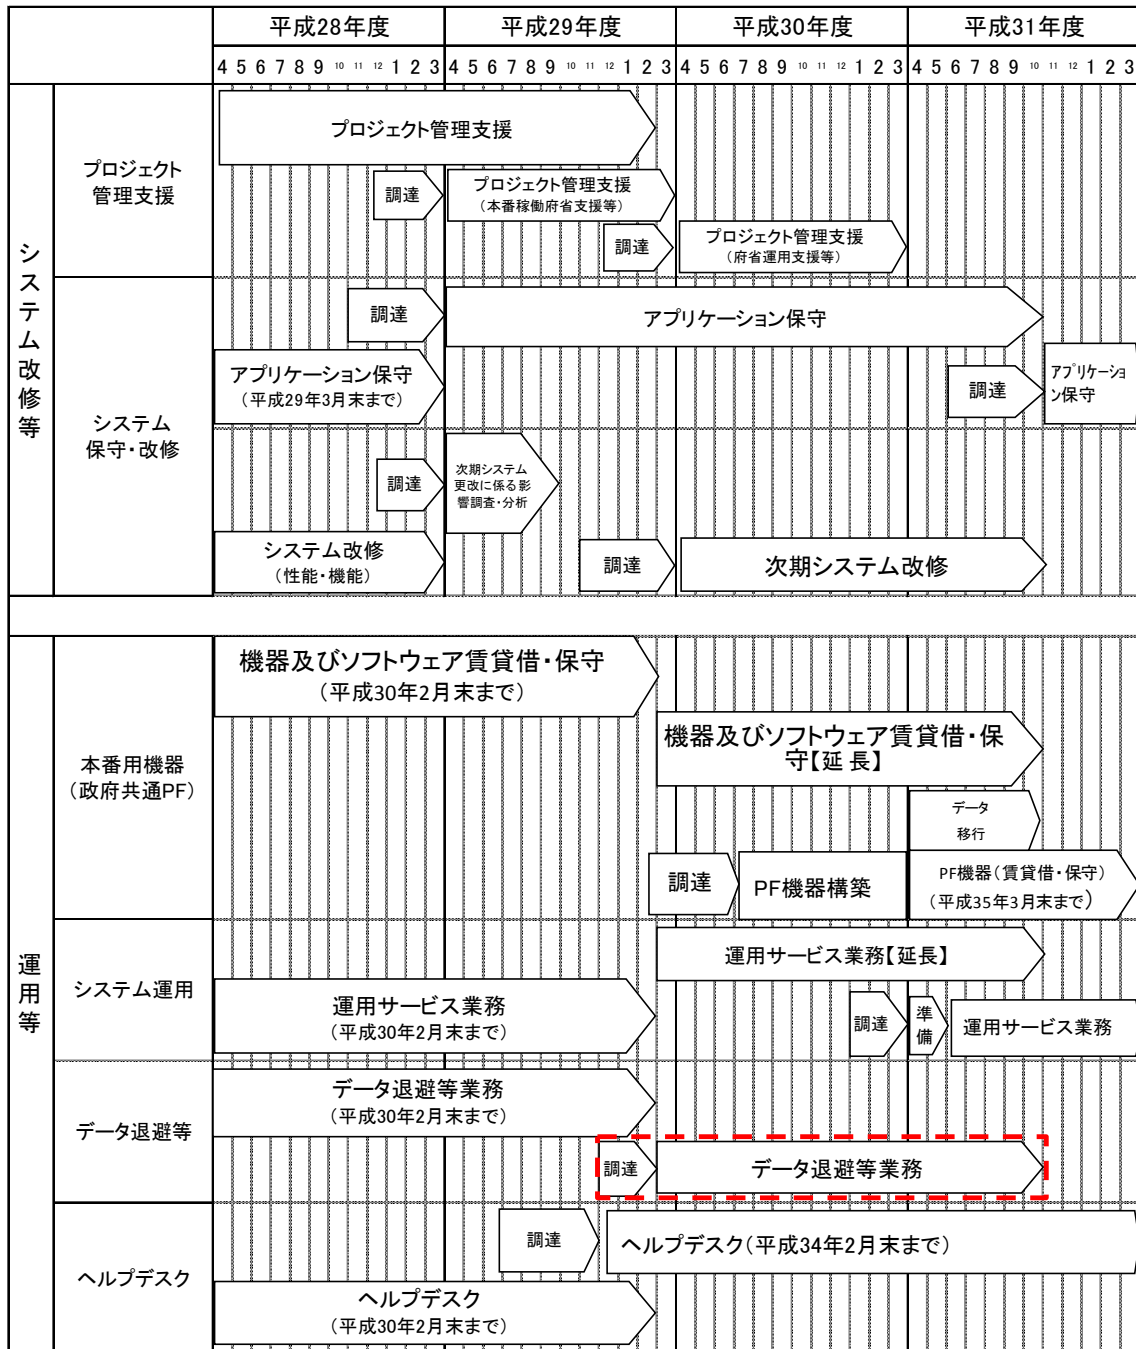 平成28年度 平成29年度 平成30年度 平成31年度
4 5 6 7 8 9 10 11 12 1 2 3 4 5 6 7 8 9 10 11 12 1 2 3 4 5 6 7 8 9 10 11 12 1 2 3 4 5 6 7 8 9 10 11 12 1 2 3
システム改修等
プロジェクト
管理支援
プロジェクト管理支援
調達
プロジェクト管理支援
(本番稼働府省支援等)
調達
プロジェクト管理支援
(府省運用支援等)
システム
保守・改修
調達
アプリケーション保守
アプリケーション保守
(平成29年3月末まで)
調達
アプリケーショ
ン保守
調達
次期システム
更改に係る影
響調査・分析
システム改修
(性能・機能)
調達
次期システム改修
運用等
本番用機器
(政府共通PF)
機器及びソフトウェア賃貸借・保守
(平成30年2月末まで)
機器及びソフトウェア賃貸借・保
守【延長】
データ
移行
調達
PF機器構築
PF機器(賃貸借・保守)
(平成35年3月末まで)
システム運用
運用サービス業務【延長】
運用サービス業務
(平成30年2月末まで)
調達
準
備
運用サービス業務
データ退避等
データ退避等業務
(平成30年2月末まで)
調達
データ退避等業務
ヘルプデスク
調達
ヘルプデスク(平成34年2月末まで)
ヘルプデスク
(平成30年2月末まで)